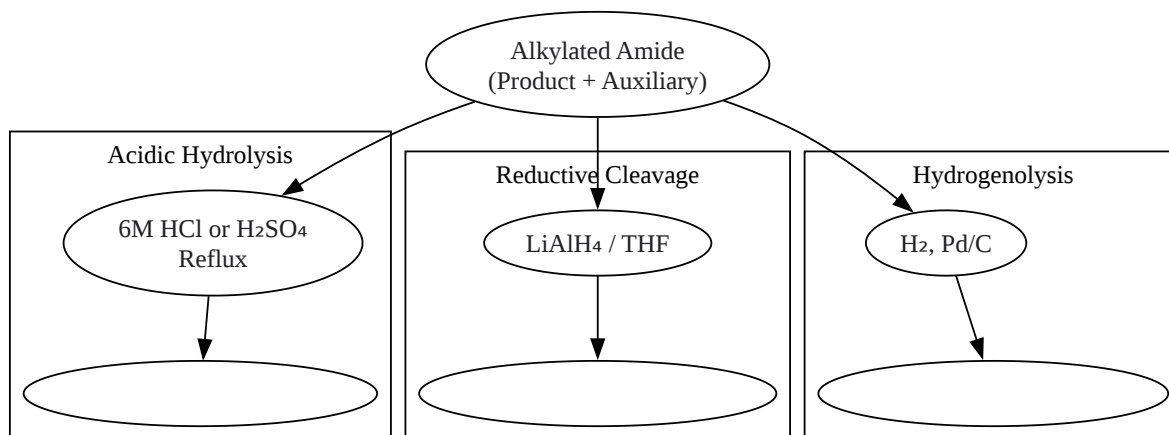 Alkylated Amide
(Product + Auxiliary)
Acidic Hydrolysis
6M HCl or H₂SO₄
Reflux
Reductive Cleavage
LiAlH₄ / THF
Hydrogenolysis
H₂, Pd/C